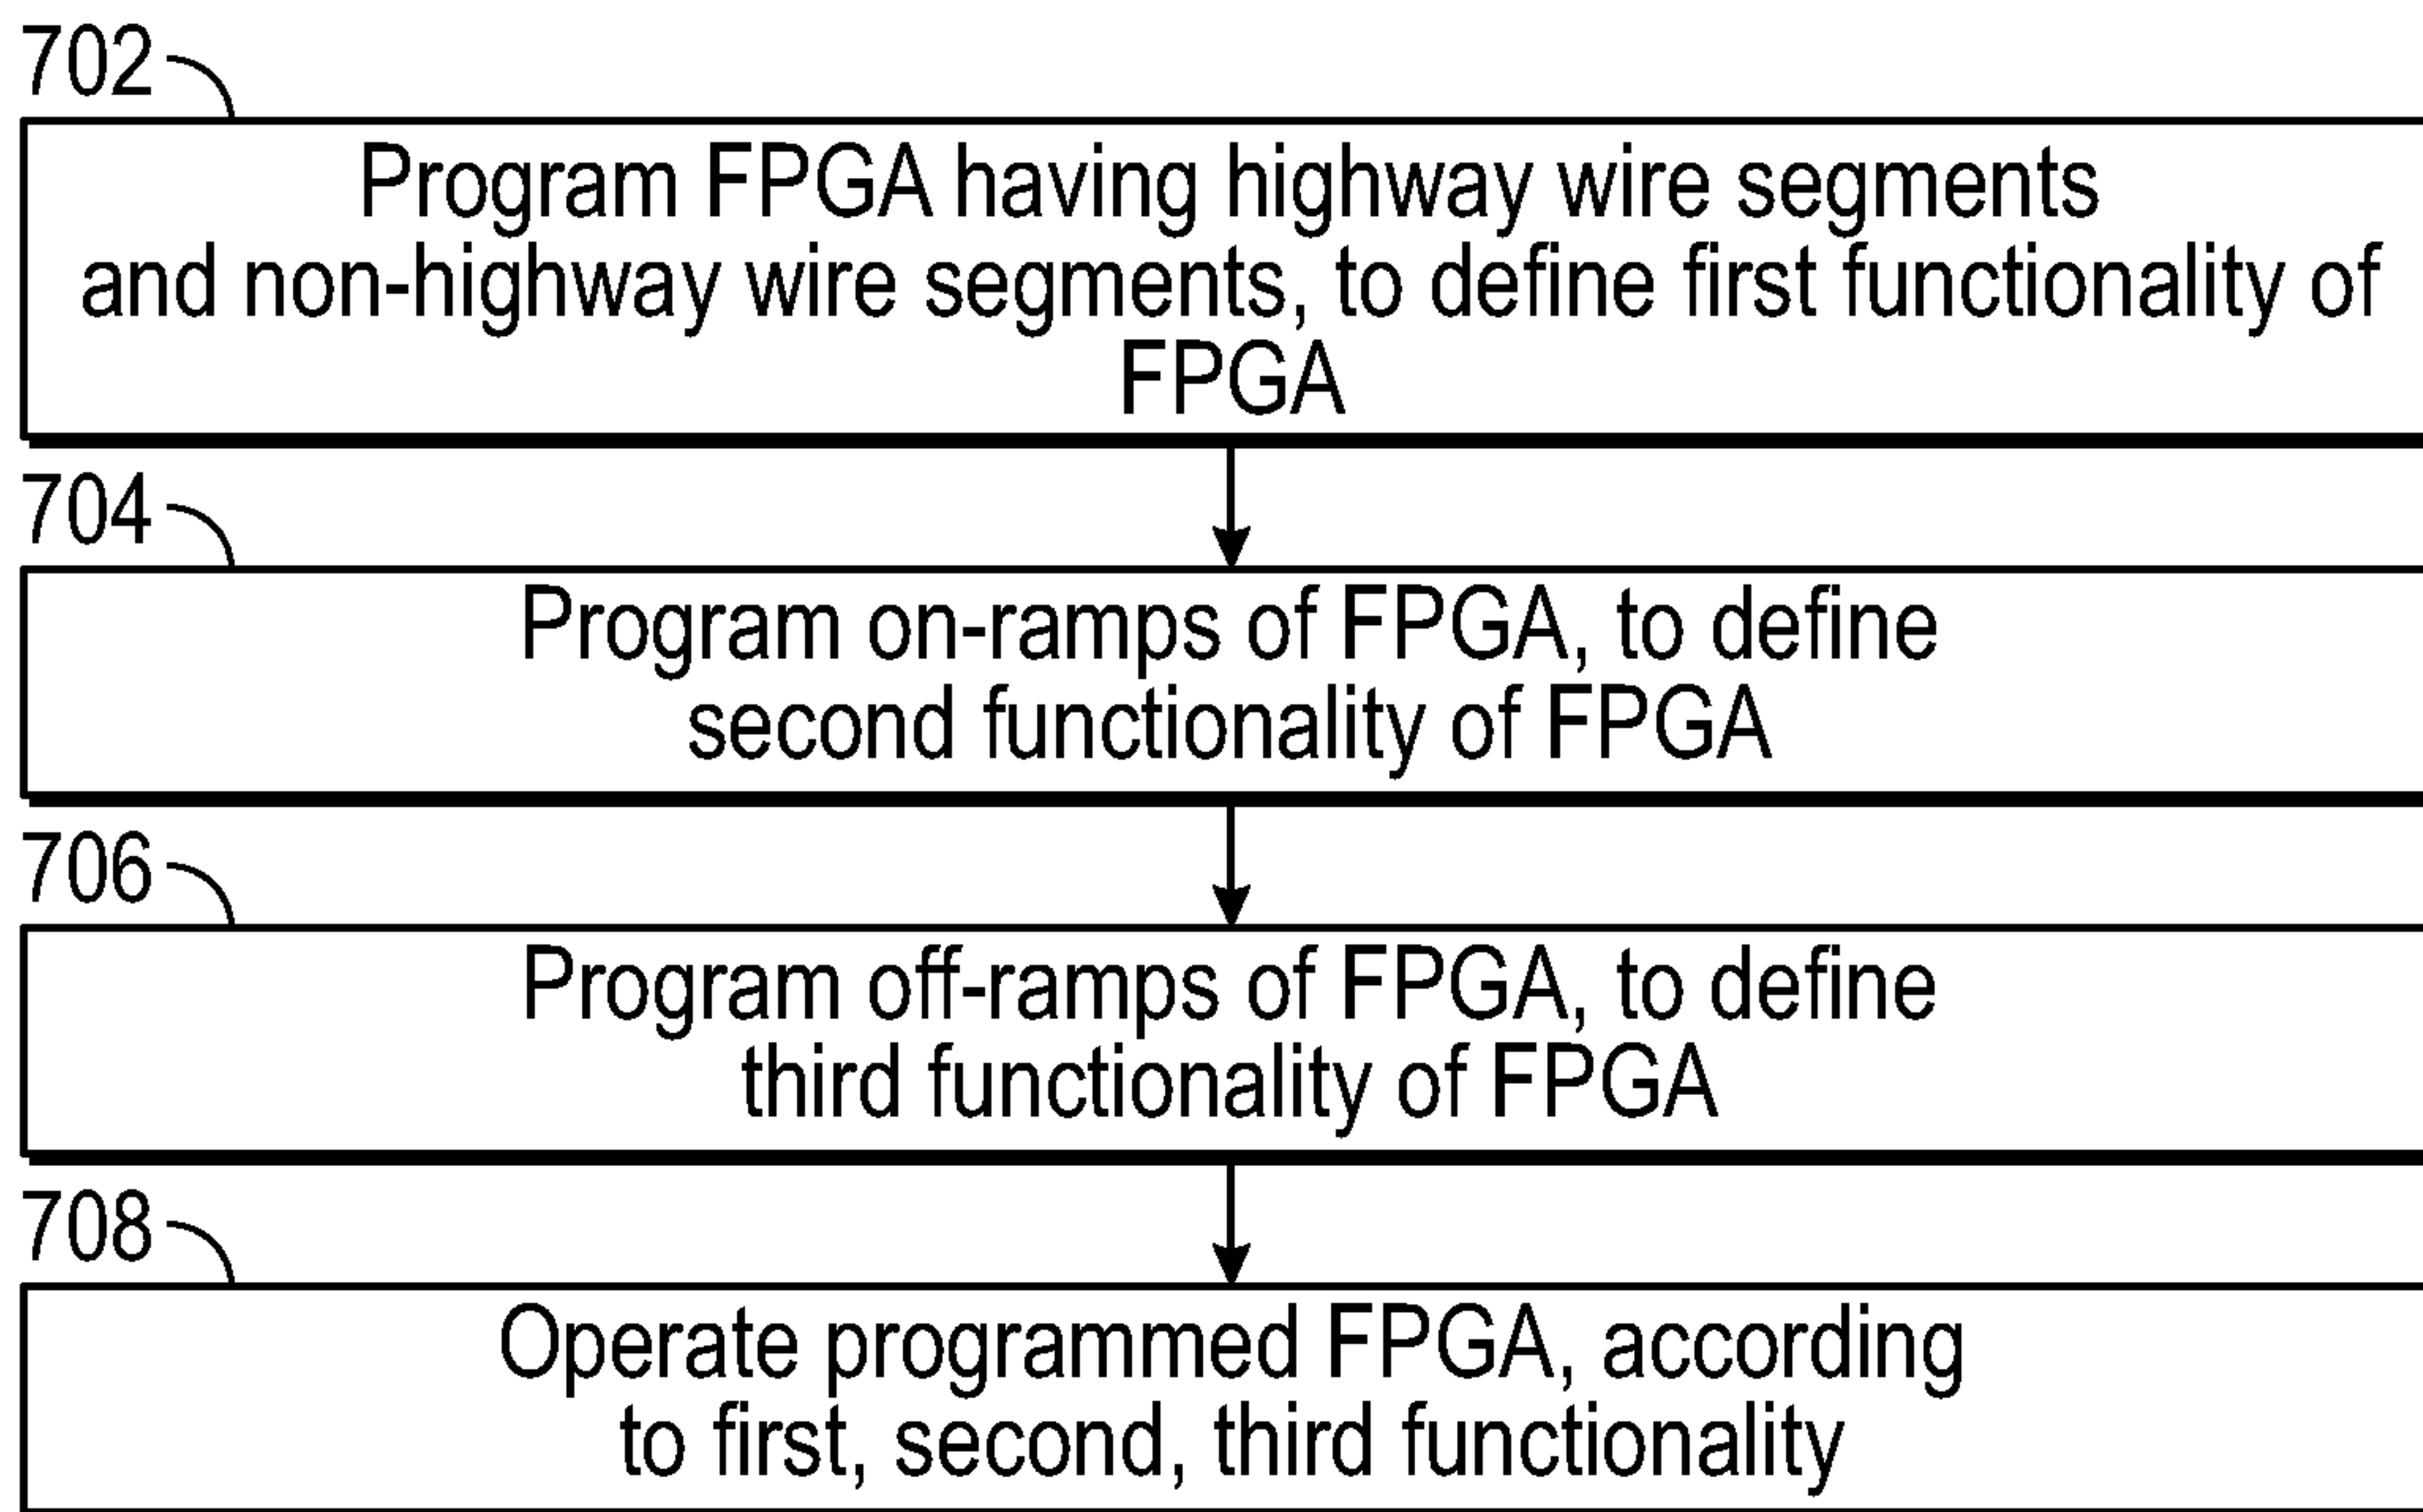 702
Program FPGA having highway wire segments
and non-highway wire segments, to define first functionality of
FPGA
704
Program on-ramps of FPGA, to define
second functionality of FPGA
706
Program off-ramps of FPGA, to define
third functionality of FPGA
708
Operate programmed FPGA, according
to first, second, third functionality